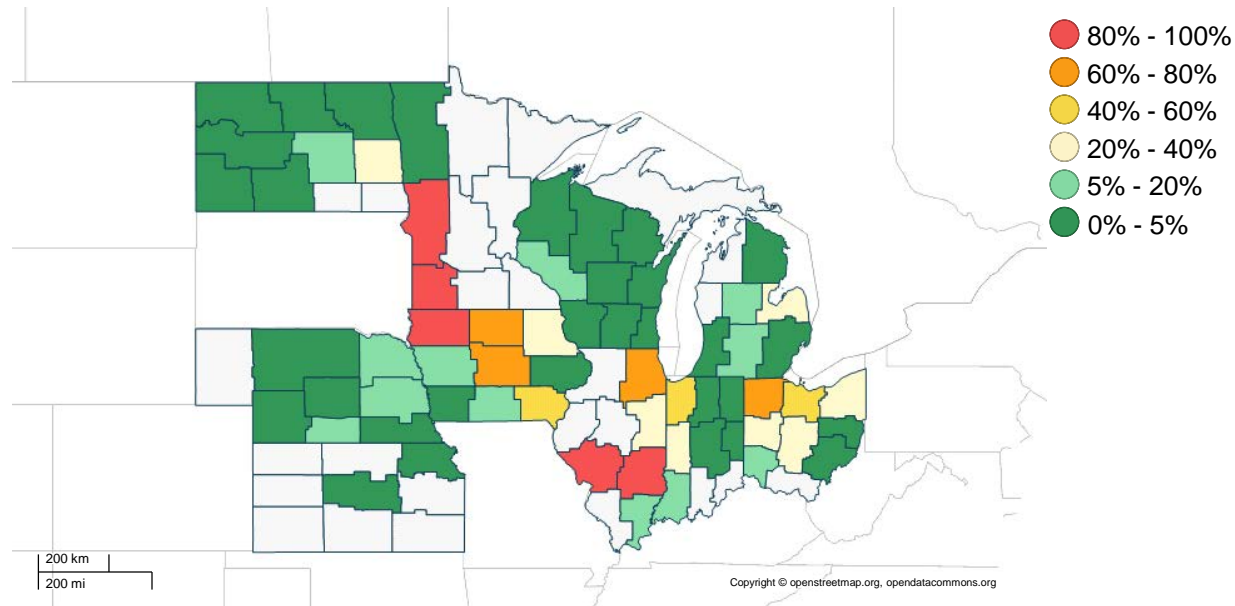 80% - 100%
60% - 80%
40% - 60%
20% - 40%
5% - 20%
0% - 5%
200 km
200 mi
Copyright © openstreetmap.org, opendatacommons.org